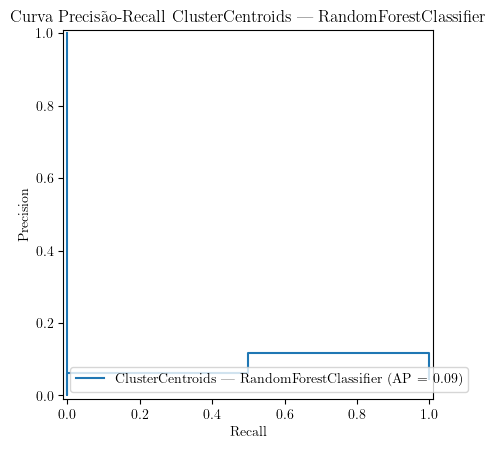 Curva Precisão-Recall ClusterCentroids — RandomForestClassifier
1.0
0.8
0.6
0.4
0.2
0.0
Precision
ClusterCentroids — RandomForestClassifier (AP = 0.09)
0.0 0.2 0.4 0.6 0.8 1.0
Recall